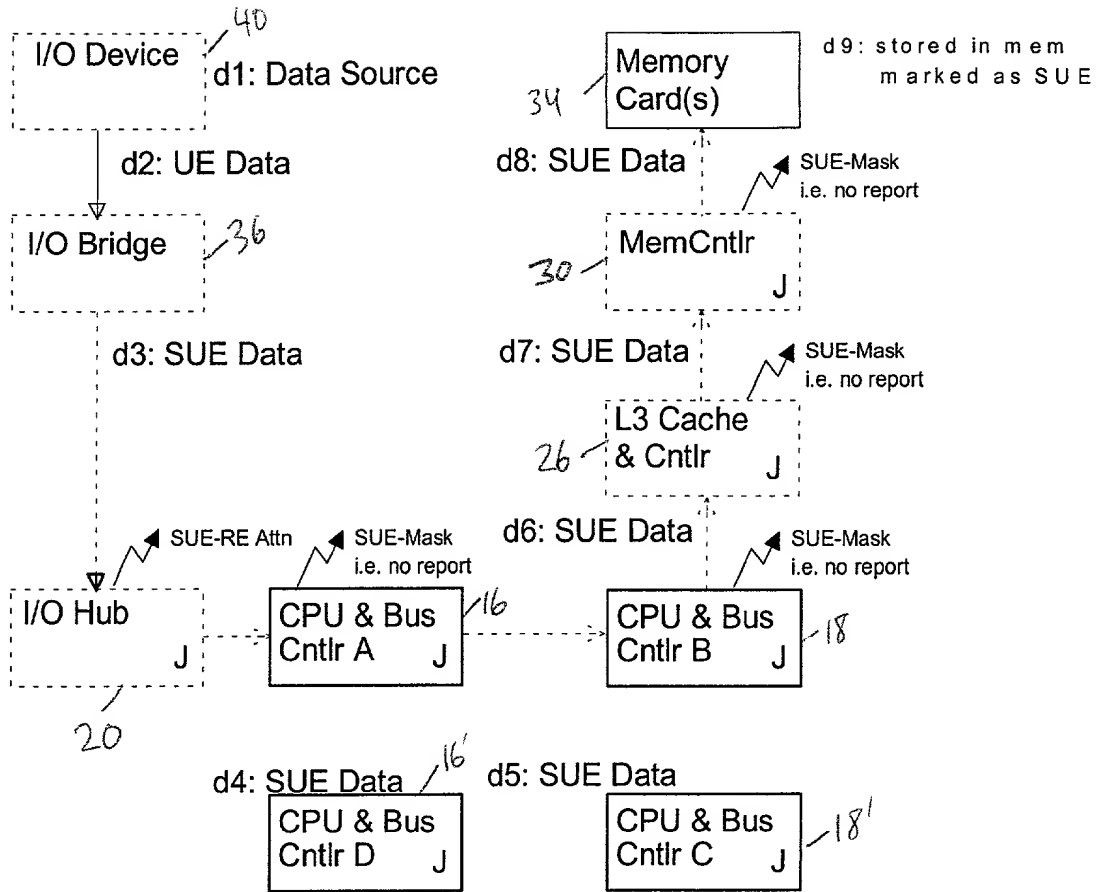 40
I/O Device
d1: Data Source
d2: UE Data
I/O Bridge
36
d3: SUE Data
SUE-RE Attn
I/O Hub
J
20
SUE-Mask
i.e. no report
CPU & Bus
Cntlr A
J
16
SUE-Mask
i.e. no report
CPU & Bus
Cntlr B
J
18
d4: SUE Data
16'
CPU & Bus
Cntlr D
J
d5: SUE Data
CPU & Bus
Cntlr C
J
18'
d6: SUE Data
SUE-Mask
i.e. no report
L3 Cache
& Cntlr
J
26
d7: SUE Data
SUE-Mask
i.e. no report
MemCntlr
J
30
d8: SUE Data
Memory
Card(s)
34
d9: stored in mem
marked as SUE